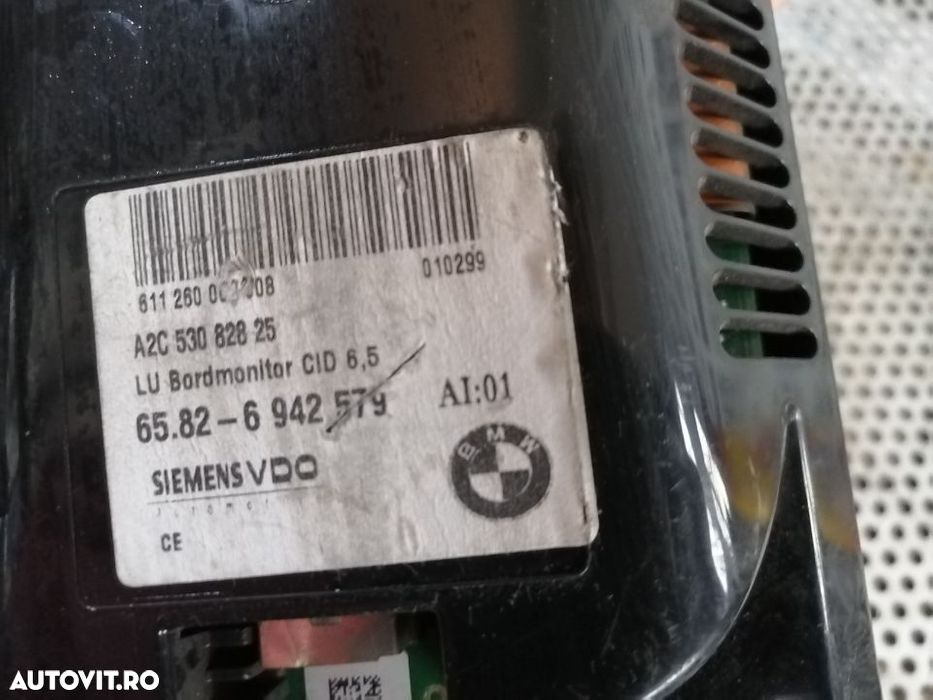 010299
611 260
A2C 530 828 25
LU Bordmonitor CID 6,5
65.82-6 942 579
AI:01
BMW
SIEMENS VDO
CE
AUTOVIT.RO